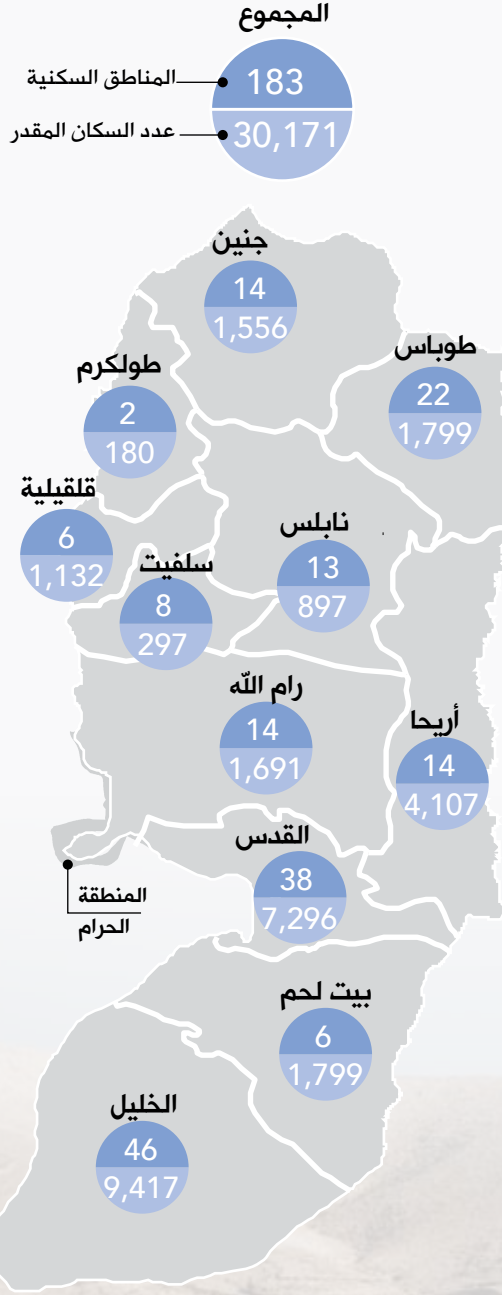 المجموع
المناطق السكنية
183
عدد السكان المقدر
30,171
جنين
14
1,556
طوباس
22
1,799
طولكرم
2
180
قلقيلية
6
1,132
نابلس
13
897
سلفيت
8
297
رام الله
14
1,691
أريحا
14
4,107
القدس
38
7,296
المنطقة
الحرام
بيت لحم
6
1,799
الخليل
46
9,417